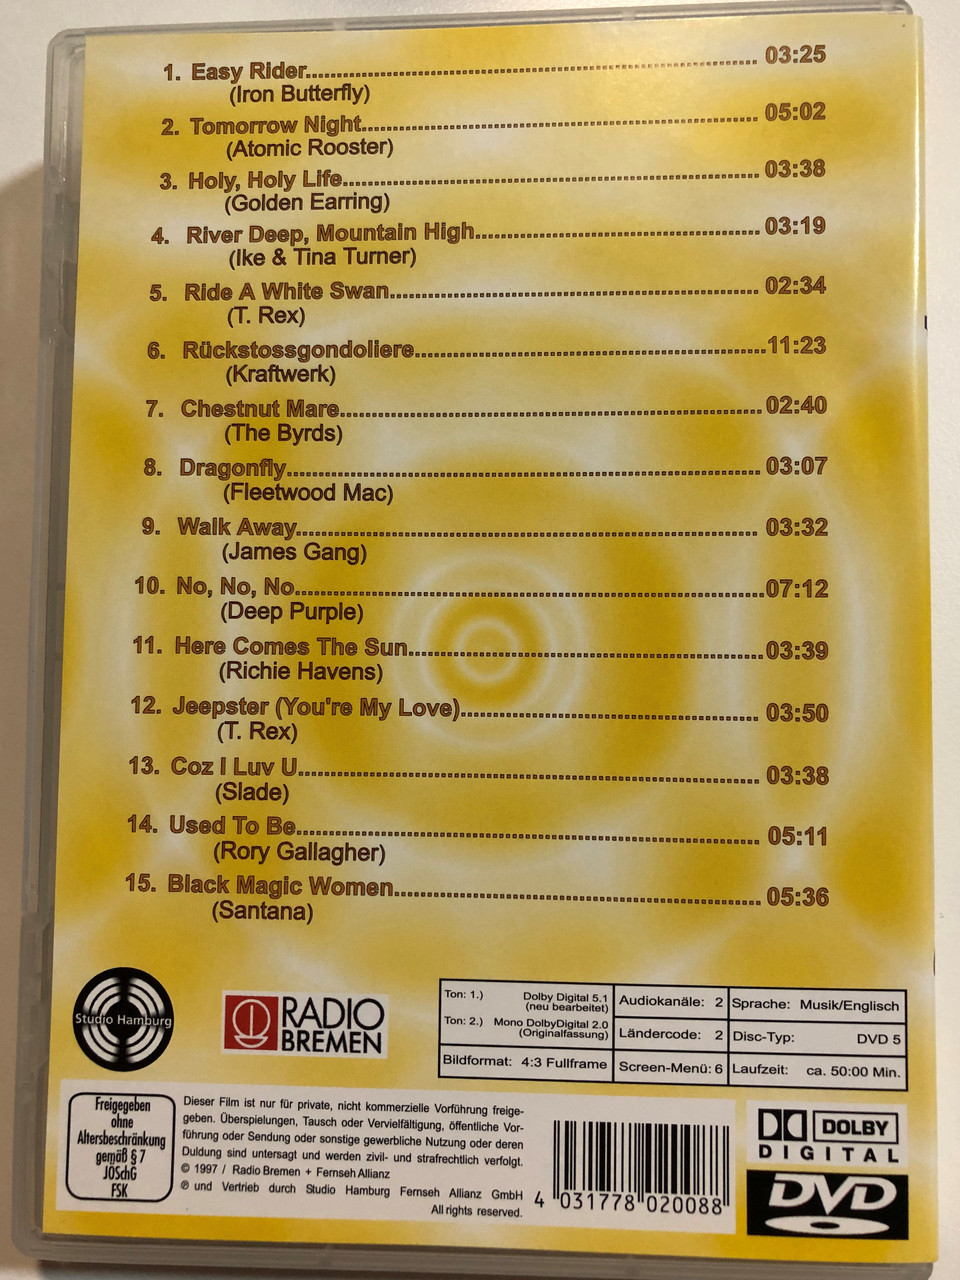 1. Easy Rider................................................ 03:25
(Iron Butterfly)
2. Tomorrow Night................................................ 05:02
(Atomic Rooster)
3. Holy, Holy Life................................................ 03:38
(Golden Earring)
4. River Deep, Mountain High................................................ 03:19
(Ike & Tina Turner)
5. Ride A White Swan................................................ 02:34
(T. Rex)
6. Rückstossgondoliere................................................11:23
(Kraftwerk)
7. Chestnut Mare................................................ 02:40
(The Byrds)
8. Dragonfly................................................ 03:07
(Fleetwood Mac)
9. Walk Away................................................ 03:32
(James Gang)
10. No, No, No................................................07:12
(Deep Purple)
11. Here Comes The Sun................................................03:39
(Richie Havens)
12. Jeepster (You're My Love)................................................ 03:50
(T. Rex)
13. Coz I Luv U................................................ 03:38
(Slade)
14. Used To Be................................................ 05:11
(Rory Gallagher)
15. Black Magic Women................................................ 05:36
(Santana)
Studio Hamburg
RADIO
BREMEN
Ton: 1.) Dolby Digital 5.1
(neu bearbeitet)
Ton: 2.) Mono DolbyDigital 2.0
(Originalfassung)
Bildformat: 4:3 Fullframe
Audiokanäle: 2
Ländercode: 2
Screen-Menü: 6
Sprache: Musik/Englisch
Disc-Typ: DVD 5
Laufzeit: ca. 50:00 Min.
Freigegeben
ohne
Altersbeschränkung
gemäß § 7
JÖSchG
FSK
Dieser Film ist nur für private, nicht kommerzielle Vorführung freige-
geben. Überspielungen, Tausch oder Vervielfältigung, öffentliche Vor-
führung oder Sendung oder sonstige gewerbliche Nutzung oder deren
Duldung sind untersagt und werden zivil- und strafrechtlich verfolgt.
© 1997 / Radio Bremen + Fernseh Allianz
℗ und Vertrieb durch Studio Hamburg Fernseh Allianz GmbH
All rights reserved.
4 031778 020088
DOLBY
DIGITAL
DVD